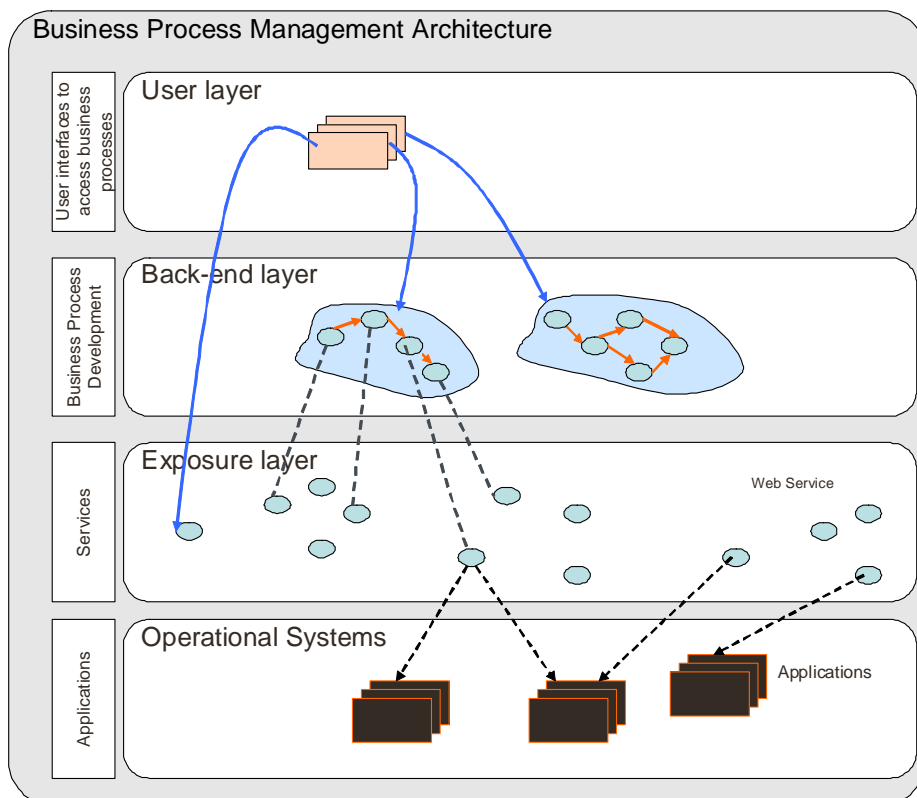 Business Process Management Architecture
User interfaces to
access business
processes
User layer
Business Process
Development
Back-end layer
Services
Exposure layer
Web Service
Applications
Operational Systems
Applications